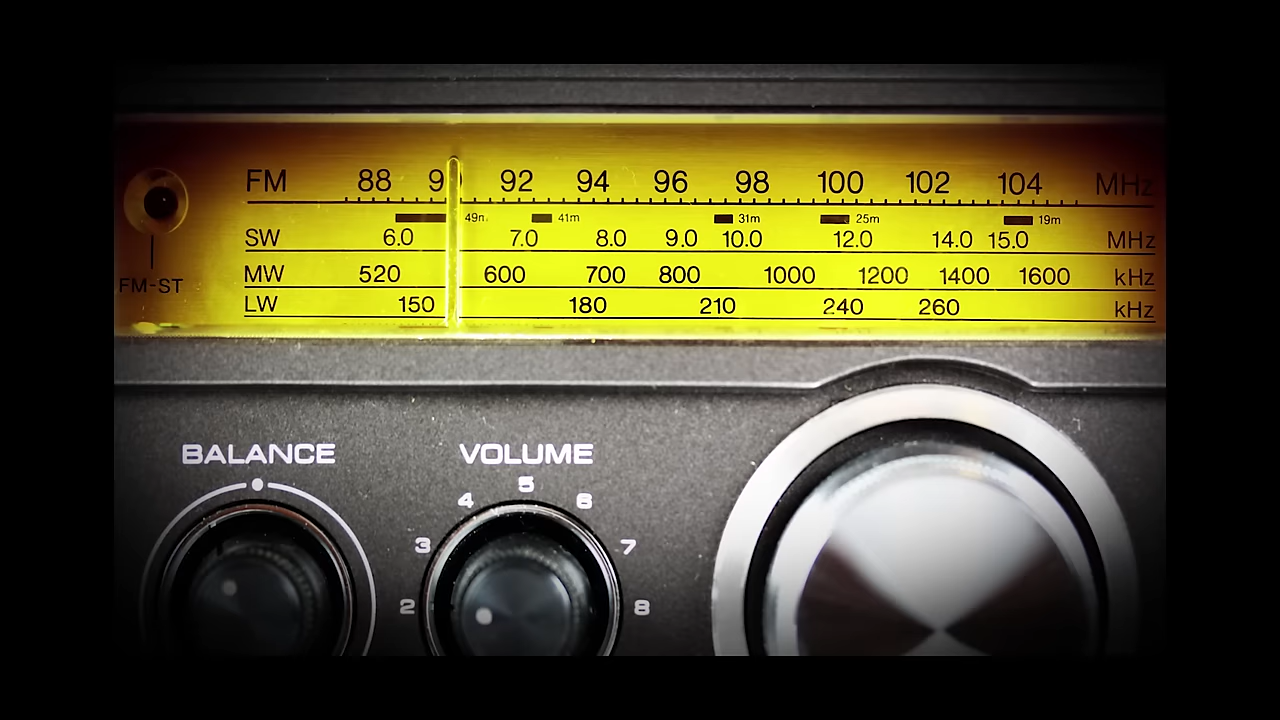 FM 88 90 92 94 96 98 100 102 104 MHz
49m 41m 31m 25m 19m
SW 6.0 7.0 8.0 9.0 10.0 12.0 14.0 15.0 MHz
MW 520 600 700 800 1000 1200 1400 1600 kHz
FM-ST
LW 150 180 210 240 260 kHz
BALANCE VOLUME
5
4 6
3 7
2 8